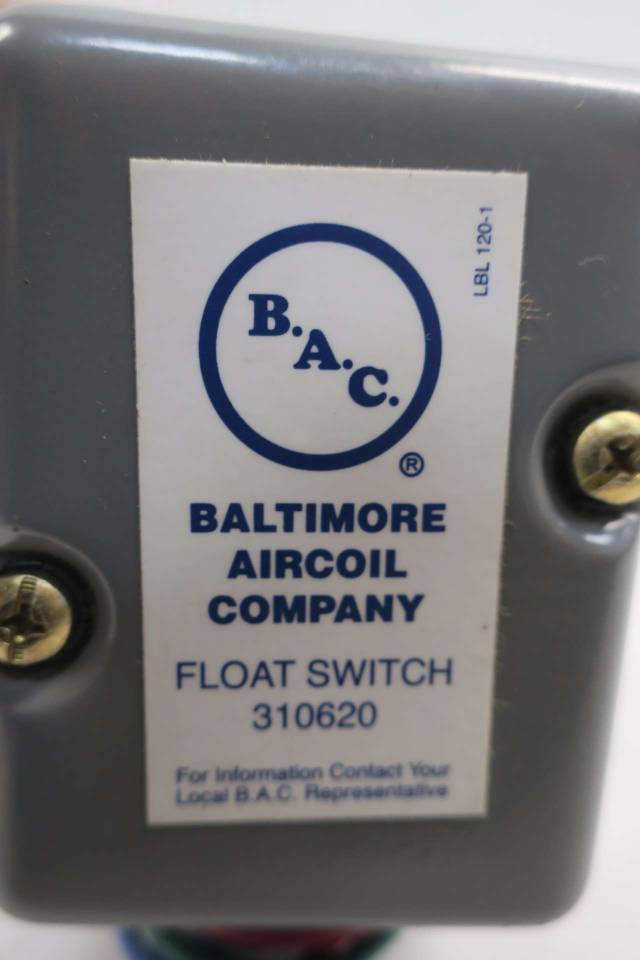 LBL 120-1
B.A.C.
®
BALTIMORE
AIRCOIL
COMPANY
FLOAT SWITCH
310620
For Information Contact Your
Local B.A.C. Representative